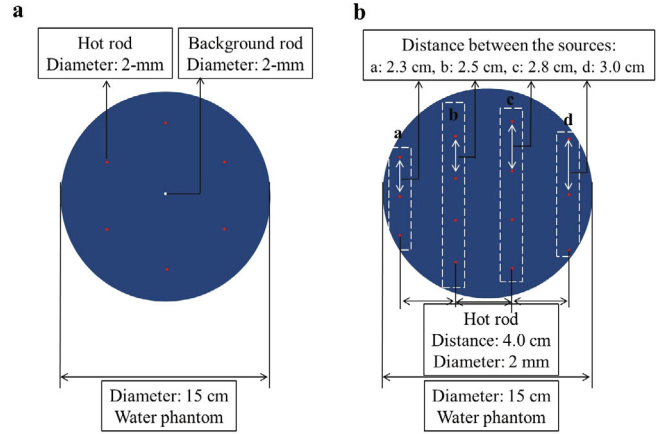 a
Hot rod
Diameter: 2-mm
Background rod
Diameter: 2-mm
Diameter: 15 cm
Water phantom
b
Distance between the sources:
a: 2.3 cm, b: 2.5 cm, c: 2.8 cm, d: 3.0 cm
a
b
c
d
Hot rod
Distance: 4.0 cm
Diameter: 2 mm
Diameter: 15 cm
Water phantom